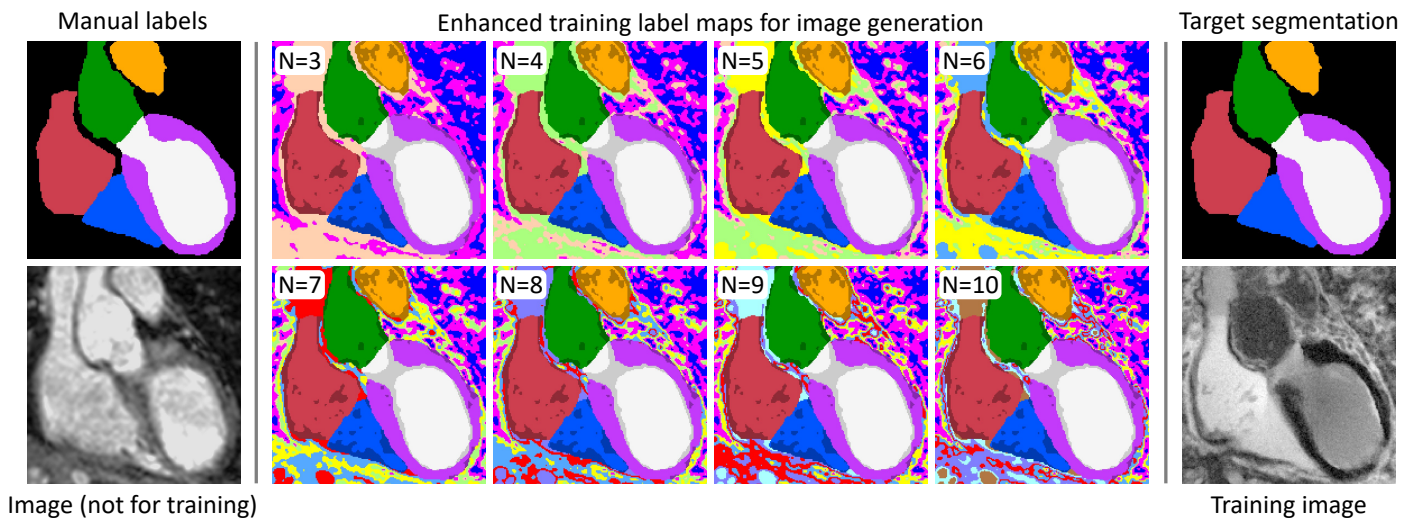 Manual labels
Enhanced training label maps for image generation
Target segmentation
N=3
N=4
N=5
N=6
N=7
N=8
N=9
N=10
Image (not for training)
Training image